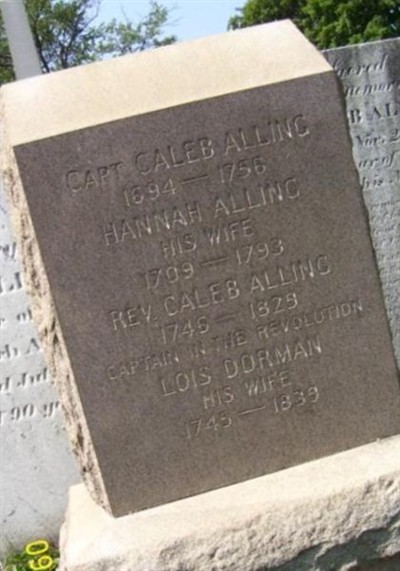 CAPT. CALEB ALLING
1694 — 1756
HANNAH ALLING
HIS WIFE
1709 — 1793
REV. CALEB ALLING
1746 — 1828
CAPTAIN IN THE REVOLUTION
LOIS DORMAN
HIS WIFE
1745 — 1839